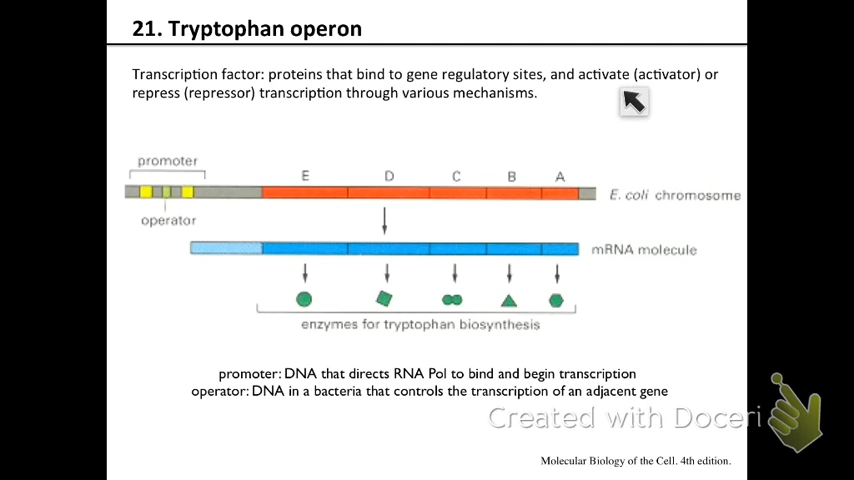 21. Tryptophan operon
Transcription factor: proteins that bind to gene regulatory sites, and activate (activator) or
repress (repressor) transcription through various mechanisms.
promoter
E D C B A
E. coli chromosome
operator
mRNA molecule
enzymes for tryptophan biosynthesis
promoter: DNA that directs RNA Pol to bind and begin transcription
operator: DNA in a bacteria that controls the transcription of an adjacent gene
Created with Doceri
Molecular Biology of the Cell. 4th edition.